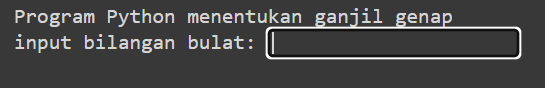 Program Python menentukan ganjil genap
input bilangan bulat: